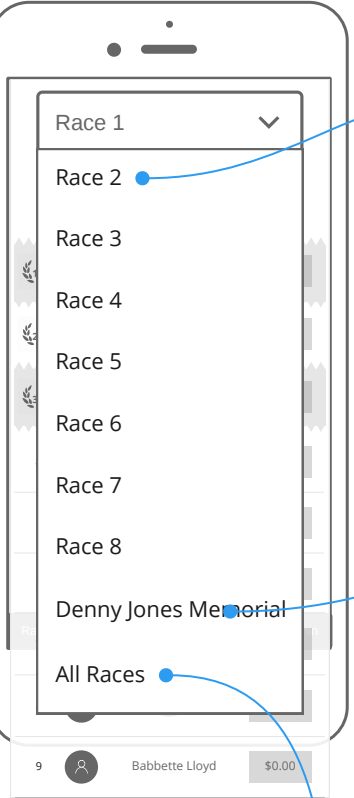 Race 1
Race 2
Race 3
Race 4
Race 5
Race 6
Race 7
Race 8
Denny Jones Memorial
All Races
9 Babbette Lloyd $0.00